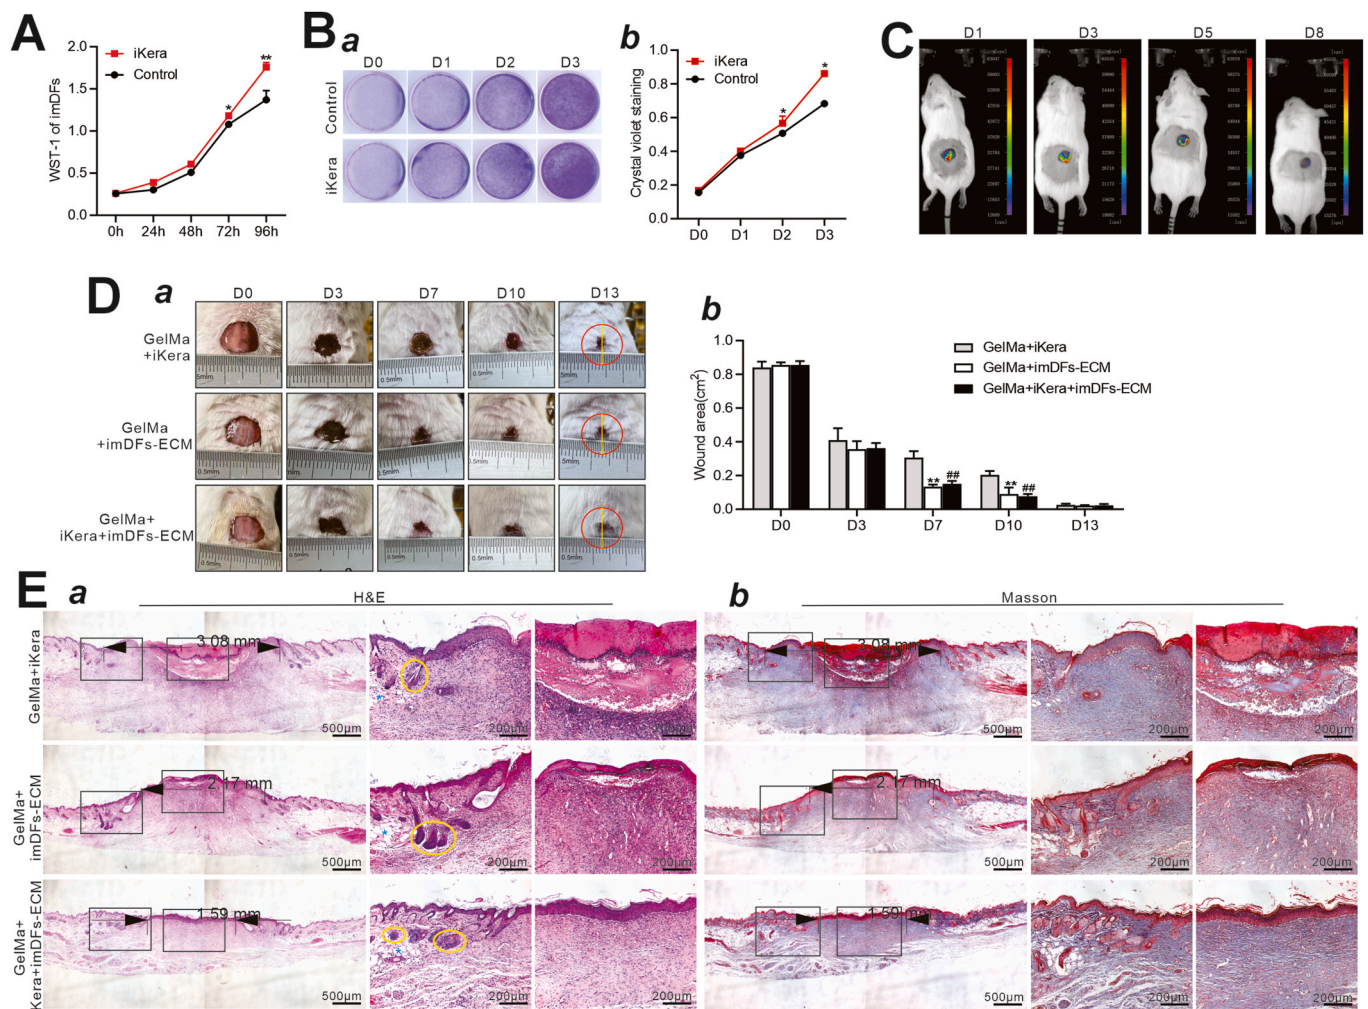 A
WST-1 of imDFs
2.0
1.5
1.0
0.5
0.0
iKera
Control
*
**
0h 24h 48h 72h 96h
B
a
D0 D1 D2 D3
Control
iKera
b
Crystal violet staining
1.0
0.8
0.6
0.4
0.2
0.0
iKera
Control
*
*
D0 D1 D2 D3
C
D1 D3 D5 D8
D
a
D0 D3 D7 D10 D13
GelMa
+iKera
GelMa
+imDFs-ECM
GelMa+
iKera+imDFs-ECM
b
Wound area(cm2)
1.0
0.8
0.6
0.4
0.2
0.0
GelMa+iKera
GelMa+imDFs-ECM
GelMa+iKera+imDFs-ECM
** ##
** ##
D0 D3 D7 D10 D13
E
a
H&E
b
Masson
GelMa+iKera
3.08 mm
500µm
200µm
200µm
3.08 mm
500µm
200µm
200µm
GelMa+
imDFs-ECM
2.17 mm
500µm
200µm
200µm
2.17 mm
500µm
200µm
200µm
GelMa+
Kera+imDFs-ECM
1.59 mm
500µm
200µm
200µm
1.59 mm
500µm
200µm
200µm